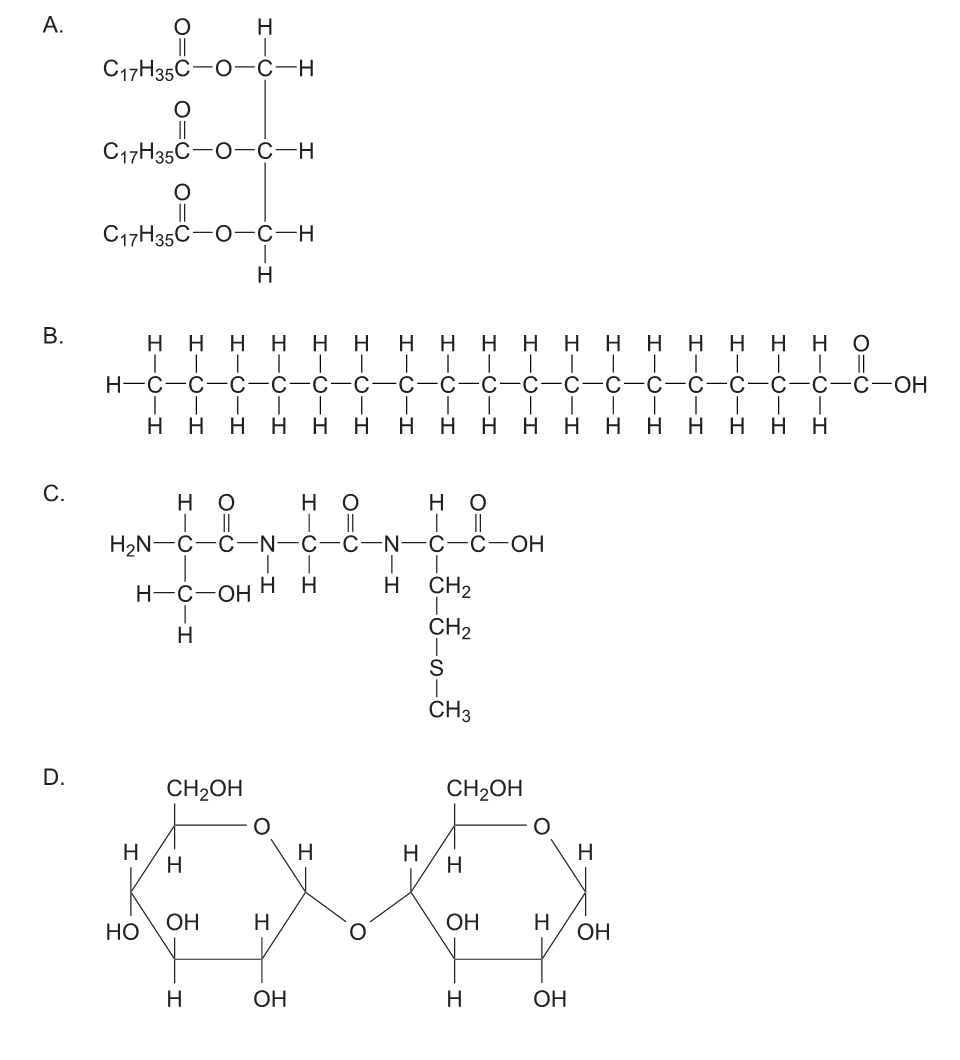 A.
O H
C₁₇H₃₅C—O—C—H
O
C₁₇H₃₅C—O—C—H
O
C₁₇H₃₅C—O—C—H
H
B.
H H H H H H H H H H H H H H H H H O
H—C—C—C—C—C—C—C—C—C—C—C—C—C—C—C—C—C—C—OH
H H H H H H H H H H H H H H H H H
C.
H O H O H O
H₂N—C—C—N—C—C—N—C—C—OH
H—C—OH H H H CH₂
H CH₂
S
CH₃
D.
CH₂OH CH₂OH
O O
H H H H H H
HO OH H O OH H OH
H OH H OH